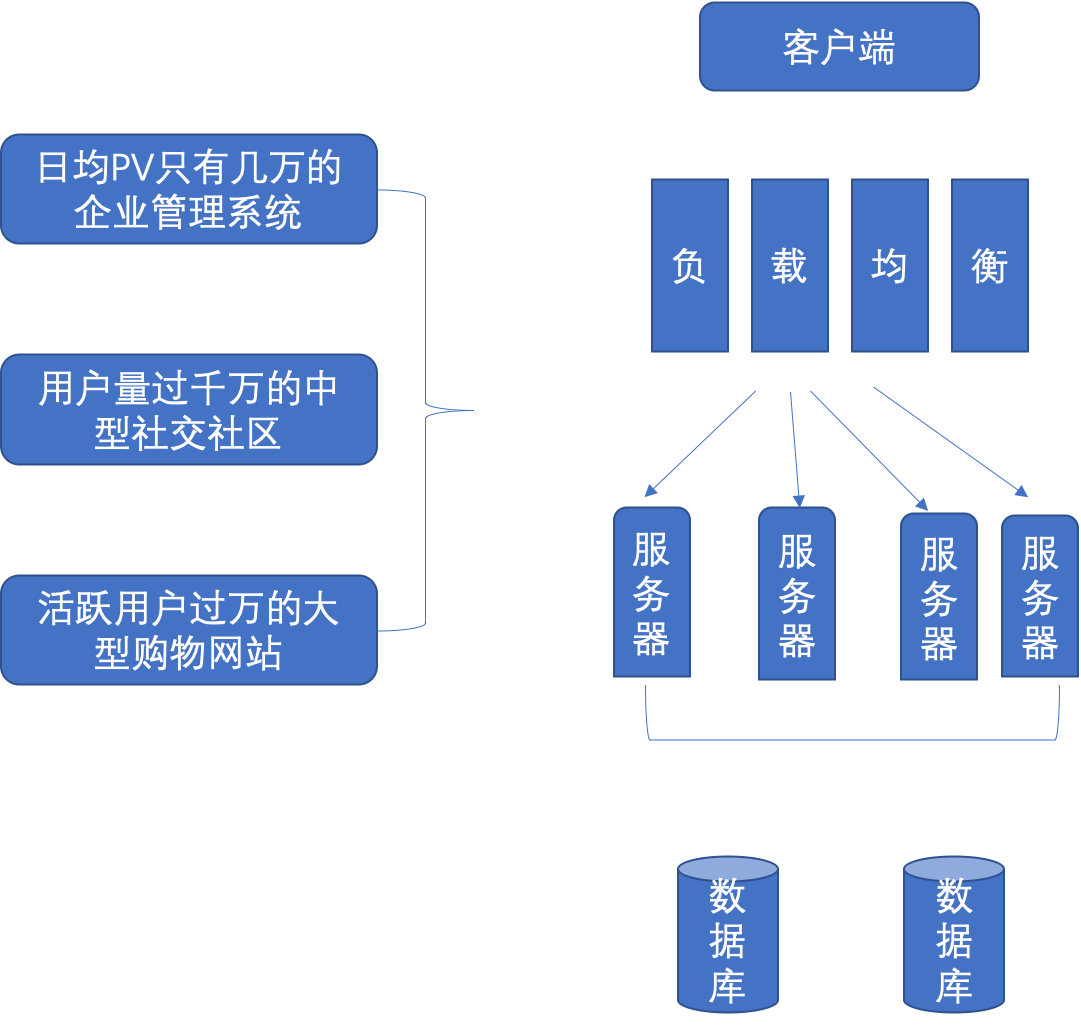 客户端
日均PV只有几万的
企业管理系统
负
载
均
衡
用户量过千万的中
型社交社区
服
务
器
服
务
器
服
务
器
服
务
器
活跃用户过万的大
型购物网站
数
据
库
数
据
库